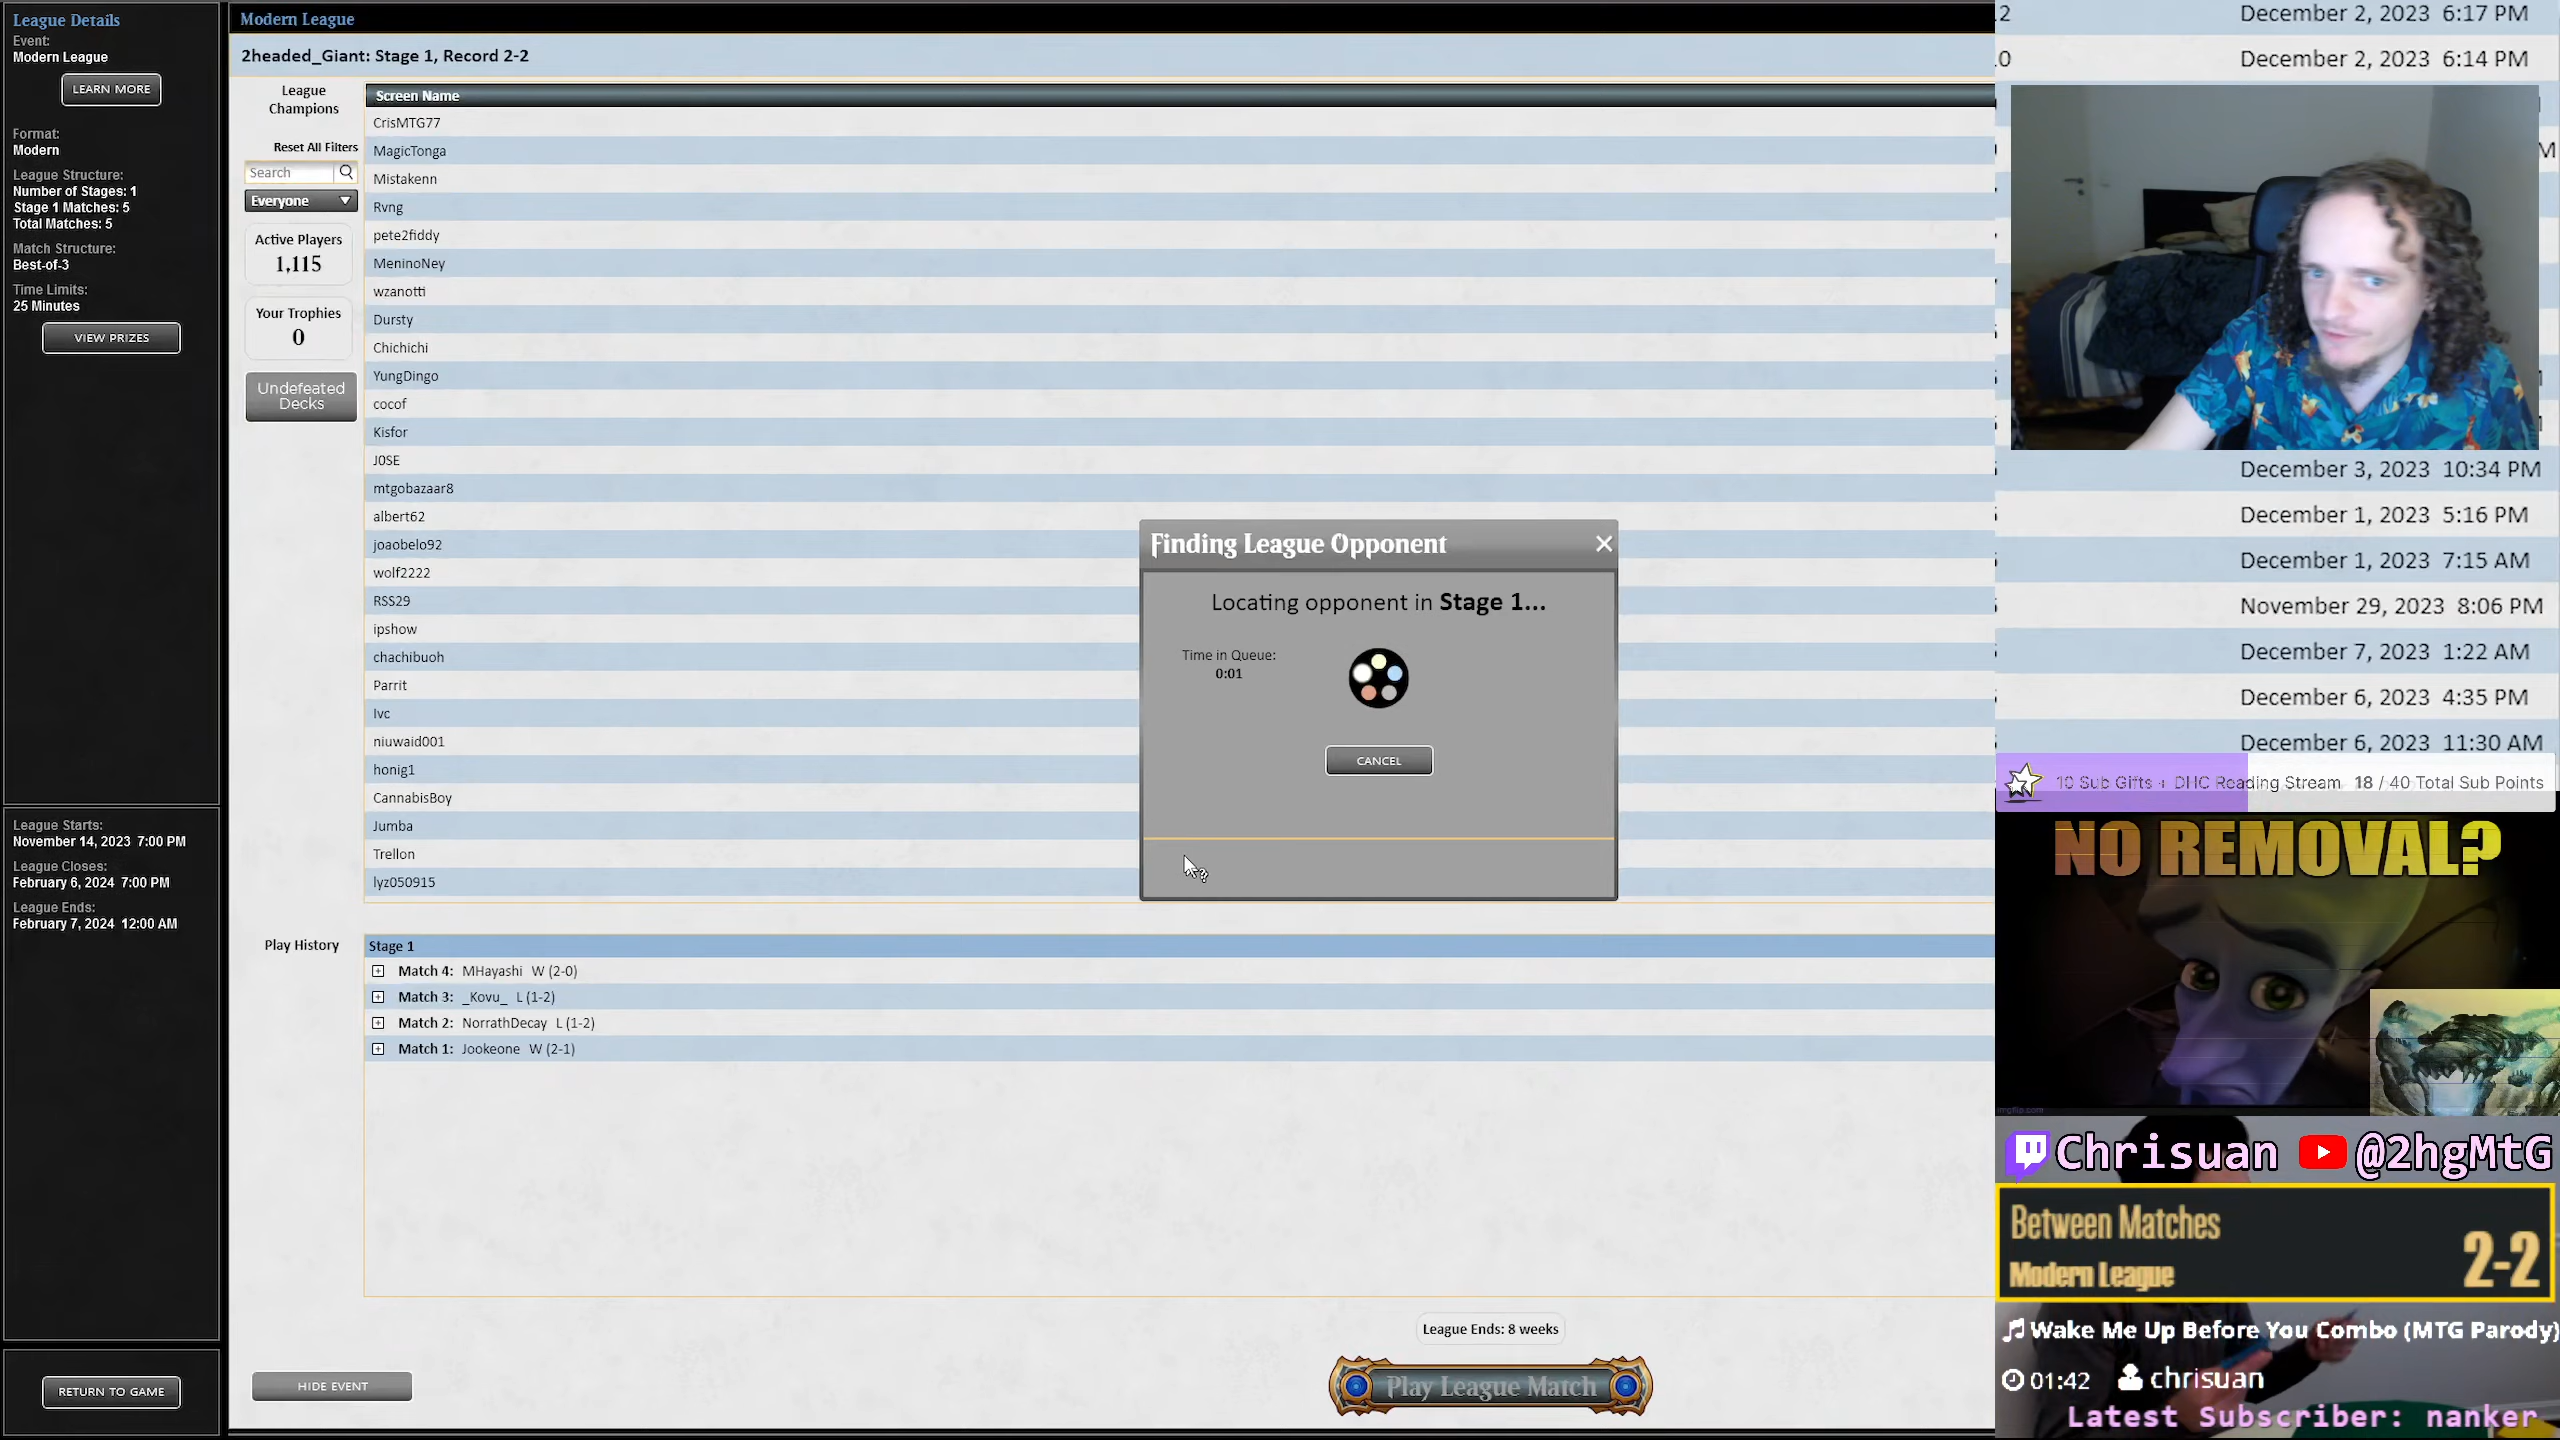 League Details
Event:
Modern League
LEARN MORE
Format:
Modern
League Structure:
Number of Stages: 1
Stage 1 Matches: 5
Total Matches: 5
Match Structure:
Best-of-3
Time Limits:
25 Minutes
VIEW PRIZES
League Starts:
November 14, 2023 7:00 PM
League Closes:
February 6, 2024 7:00 PM
League Ends:
February 7, 2024 12:00 AM
RETURN TO GAME
Modern League
2headed_Giant: Stage 1, Record 2-2
League
Champions
Reset All Filters
Search
Everyone
Active Players
1,115
Your Trophies
0
Undefeated
Decks
Screen Name
CrisMTG77
MagicTonga
Mistakenn
Rvng
pete2fiddy
MeninoNey
wzanotti
Dursty
Chichichi
YungDingo
cocof
Kisfor
J0SE
mtgobazaar8
albert62
joaobelo92
wolf2222
RSS29
ipshow
chachibuoh
Parrit
niuwaid001
honig1
CannabisBoy
Jumba
Trellon
lyz050915
Finding League Opponent
Locating opponent in Stage 1...
Time in Queue:
0:01
CANCEL
Play History
Stage 1
Match 4: MHayashi W (2-0)
Match 3: _Kovu_ L (1-2)
Match 2: NorrathDecay L (1-2)
Match 1: Jookeone W (2-1)
League Ends: 8 weeks
HIDE EVENT
Play League Match
December 2, 2023 6:17 PM
December 2, 2023 6:14 PM
December 3, 2023 10:34 PM
December 1, 2023 5:16 PM
December 1, 2023 7:15 AM
November 29, 2023 8:06 PM
December 7, 2023 1:22 AM
December 6, 2023 4:35 PM
December 6, 2023 11:30 AM
10 Sub Gifts + DHC Reading Stream 18 / 40 Total Sub Points
NO REMOVAL?
imgflip.com
Chrisuan @2hgMtG
Between Matches
Modern League
2-2
Wake Me Up Before You Combo (MTG Parody)
01:42 chrisuan
Latest Subscriber: nanker